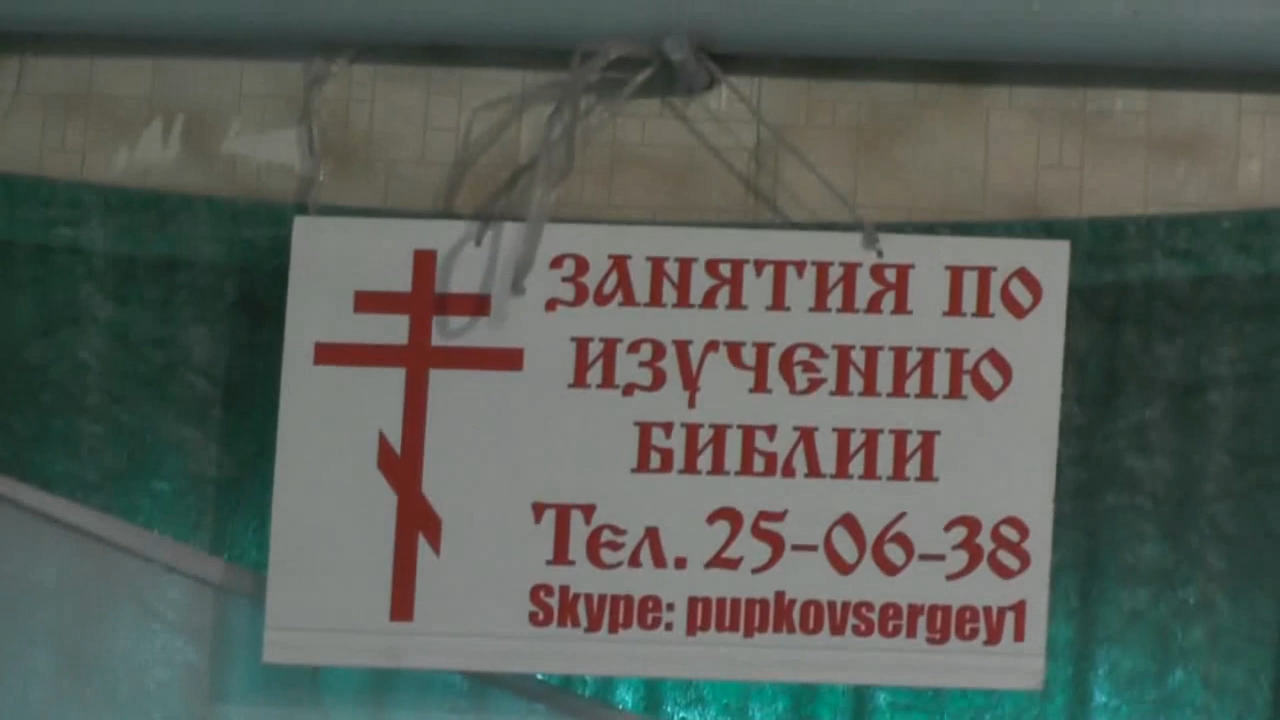 ЗАНЯТИЯ ПО
ИЗУЧЕНИЮ
БИБЛИИ
Тел. 25-06-38
Skype: pupkovsergey1